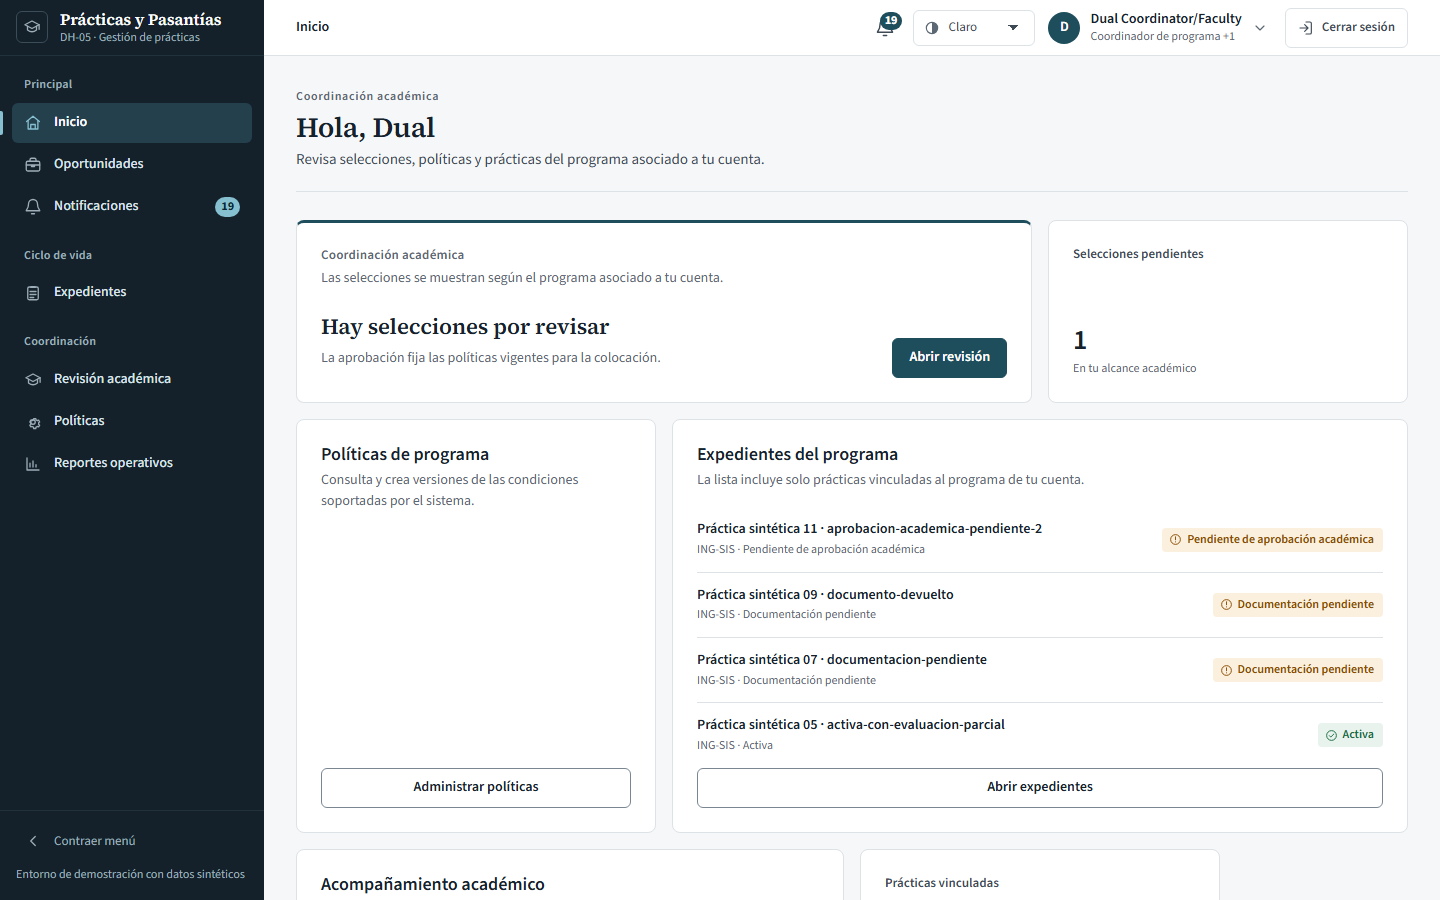 Prácticas y Pasantías
DH-05 · Gestión de prácticas
Principal
Inicio
Oportunidades
Notificaciones
19
Ciclo de vida
Expedientes
Coordinación
Revisión académica
Políticas
Reportes operativos
Contraer menú
Entorno de demostración con datos sintéticos
Inicio
19
Claro
D
Dual Coordinator/Faculty
Coordinador de programa +1
Cerrar sesión
Coordinación académica
Hola, Dual
Revisa selecciones, políticas y prácticas del programa asociado a tu cuenta.
Coordinación académica
Las selecciones se muestran según el programa asociado a tu cuenta.
Hay selecciones por revisar
La aprobación fija las políticas vigentes para la colocación.
Abrir revisión
Selecciones pendientes
1
En tu alcance académico
Políticas de programa
Consulta y crea versiones de las condiciones
soportadas por el sistema.
Administrar políticas
Expedientes del programa
La lista incluye solo prácticas vinculadas al programa de tu cuenta.
Práctica sintética 11 · aprobacion-academica-pendiente-2
ING-SIS · Pendiente de aprobación académica
Pendiente de aprobación académica
Práctica sintética 09 · documento-devuelto
ING-SIS · Documentación pendiente
Documentación pendiente
Práctica sintética 07 · documentacion-pendiente
ING-SIS · Documentación pendiente
Documentación pendiente
Práctica sintética 05 · activa-con-evaluacion-parcial
ING-SIS · Activa
Activa
Abrir expedientes
Acompañamiento académico
Prácticas vinculadas